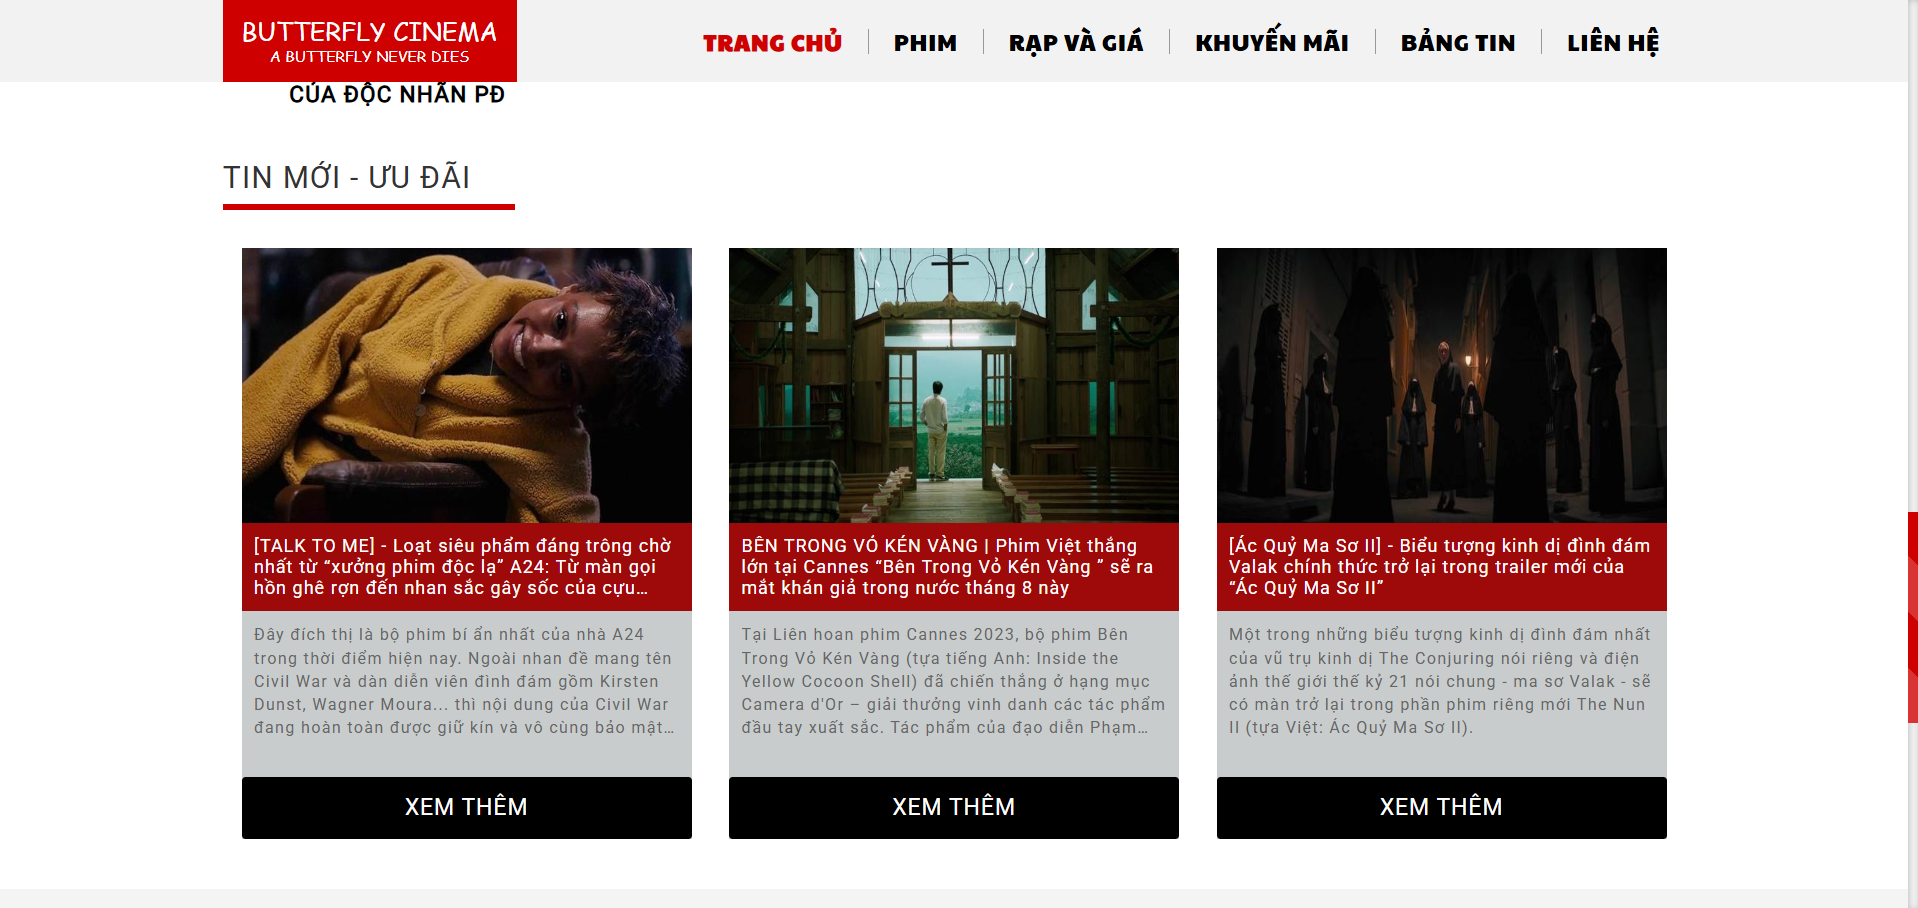 BUTTERFLY CINEMA
A BUTTERFLY NEVER DIES
TRANG CHỦ
PHIM
RẠP VÀ GIÁ
KHUYẾN MÃI
BẢNG TIN
LIÊN HỆ
CỦA ĐỘC NHÃN PĐ
TIN MỚI - ƯU ĐÃI
[TALK TO ME] - Loạt siêu phẩm đáng trông chờ
nhất từ “xưởng phim độc lạ” A24: Từ màn gọi
hồn ghê rợn đến nhan sắc gây sốc của cựu...
Đây đích thị là bộ phim bí ẩn nhất của nhà A24
trong thời điểm hiện nay. Ngoài nhan đề mang tên
Civil War và dàn diễn viên đình đám gồm Kirsten
Dunst, Wagner Moura... thì nội dung của Civil War
đang hoàn toàn được giữ kín và vô cùng bảo mật...
XEM THÊM
BÊN TRONG VỎ KÉN VÀNG | Phim Việt thắng
lớn tại Cannes “Bên Trong Vỏ Kén Vàng ” sẽ ra
mắt khán giả trong nước tháng 8 này
Tại Liên hoan phim Cannes 2023, bộ phim Bên
Trong Vỏ Kén Vàng (tựa tiếng Anh: Inside the
Yellow Cocoon Shell) đã chiến thắng ở hạng mục
Camera d'Or – giải thưởng vinh danh các tác phẩm
đầu tay xuất sắc. Tác phẩm của đạo diễn Phạm...
XEM THÊM
[Ác Quỷ Ma Sơ II] - Biểu tượng kinh dị đình đám
Valak chính thức trở lại trong trailer mới của
“Ác Quỷ Ma Sơ II”
Một trong những biểu tượng kinh dị đình đám nhất
của vũ trụ kinh dị The Conjuring nói riêng và điện
ảnh thế giới thế kỷ 21 nói chung - ma sơ Valak - sẽ
có màn trở lại trong phần phim riêng mới The Nun
II (tựa Việt: Ác Quỷ Ma Sơ II).
XEM THÊM